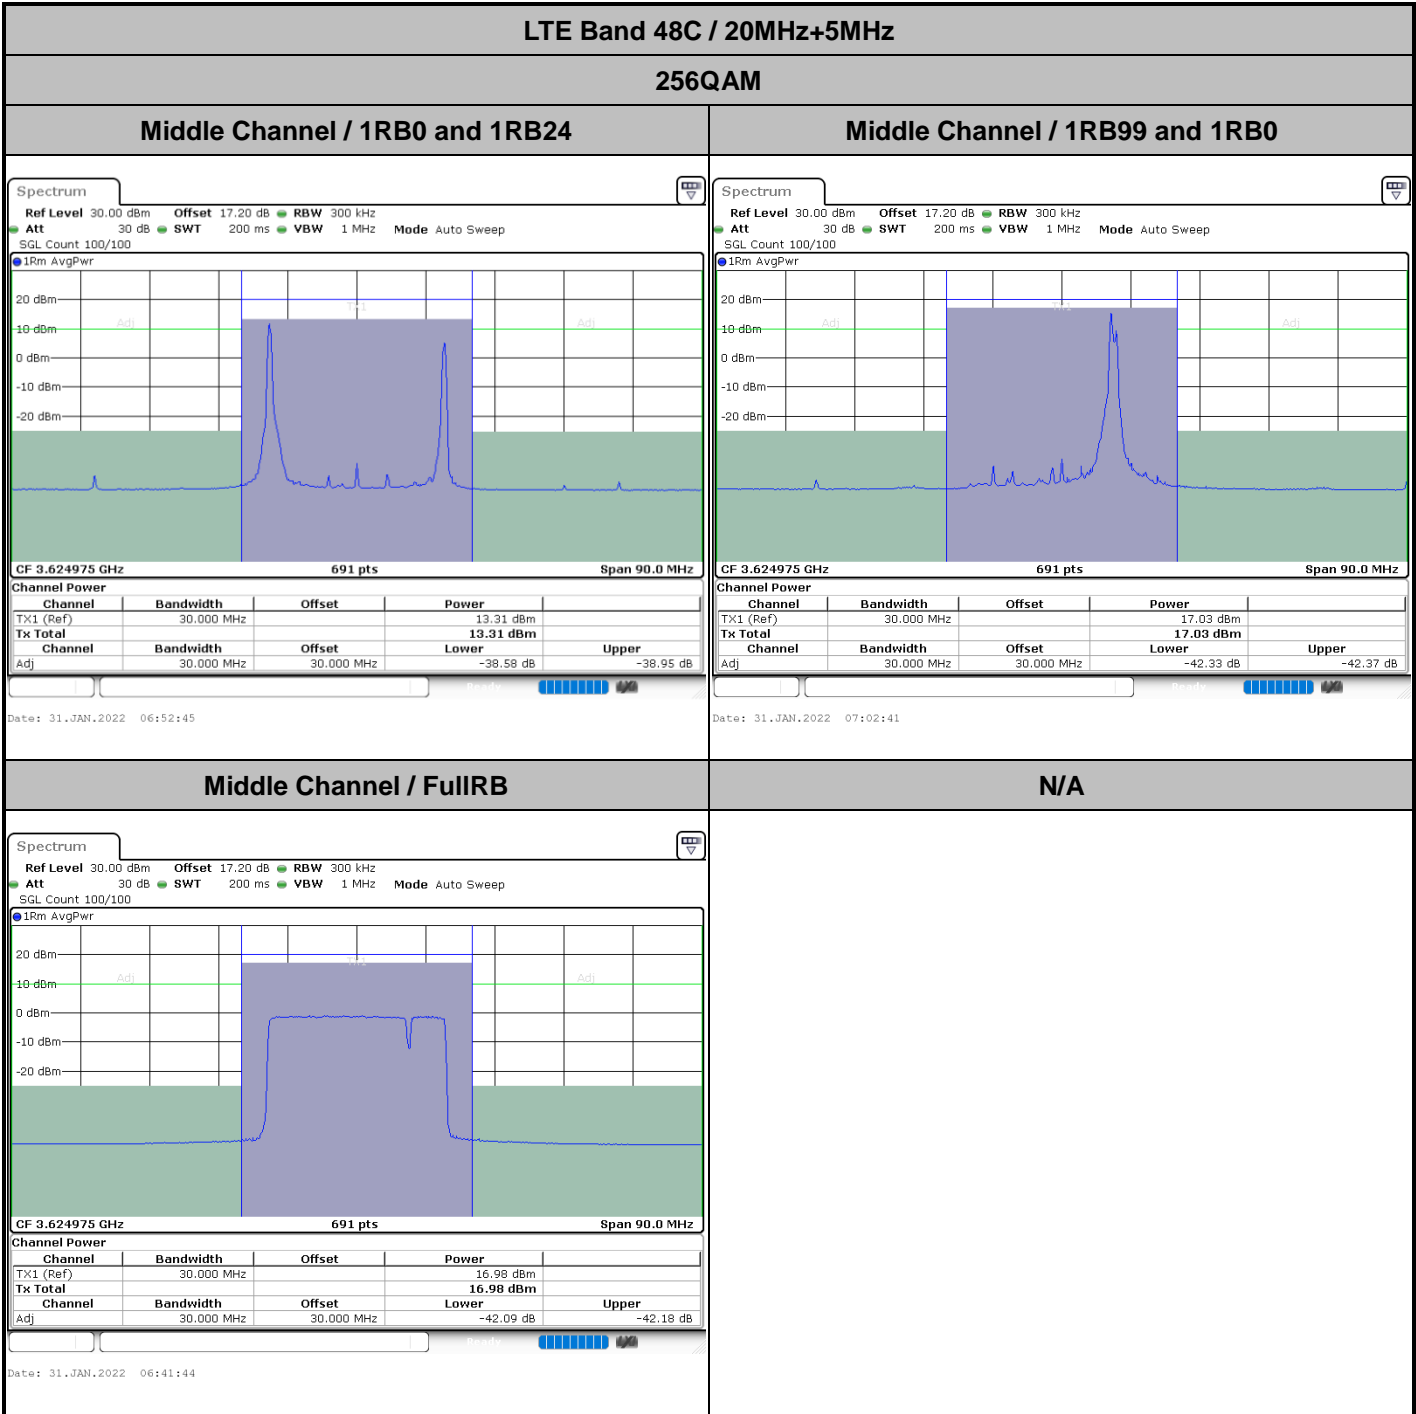 LTE Band 48C / 20MHz+5MHz
256QAM
Middle Channel / 1RB0 and 1RB24
Middle Channel / 1RB99 and 1RB0
Spectrum
Ref Level 30.00 dBm Offset 17.20 dB RBW 300 kHz
Att 30 dB SWT 200 ms VBW 1 MHz Mode Auto Sweep
SGL Count 100/100
1Rm AvgPwr
TX1
20 dBm
Adj
Adj
10 dBm
0 dBm
-10 dBm
-20 dBm
CF 3.624975 GHz 691 pts Span 90.0 MHz
Channel Power
Channel Bandwidth Offset Power
TX1 (Ref) 30.000 MHz 13.31 dBm
Tx Total 13.31 dBm
Channel Bandwidth Offset Lower Upper
Adj 30.000 MHz 30.000 MHz -38.58 dB -38.95 dB
Ready
Date: 31.JAN.2022 06:52:45
Spectrum
Ref Level 30.00 dBm Offset 17.20 dB RBW 300 kHz
Att 30 dB SWT 200 ms VBW 1 MHz Mode Auto Sweep
SGL Count 100/100
1Rm AvgPwr
TX1
20 dBm
Adj
Adj
10 dBm
0 dBm
-10 dBm
-20 dBm
CF 3.624975 GHz 691 pts Span 90.0 MHz
Channel Power
Channel Bandwidth Offset Power
TX1 (Ref) 30.000 MHz 17.03 dBm
Tx Total 17.03 dBm
Channel Bandwidth Offset Lower Upper
Adj 30.000 MHz 30.000 MHz -42.33 dB -42.37 dB
Ready
Date: 31.JAN.2022 07:02:41
Middle Channel / FullRB
N/A
Spectrum
Ref Level 30.00 dBm Offset 17.20 dB RBW 300 kHz
Att 30 dB SWT 200 ms VBW 1 MHz Mode Auto Sweep
SGL Count 100/100
1Rm AvgPwr
TX1
20 dBm
Adj
Adj
10 dBm
0 dBm
-10 dBm
-20 dBm
CF 3.624975 GHz 691 pts Span 90.0 MHz
Channel Power
Channel Bandwidth Offset Power
TX1 (Ref) 30.000 MHz 16.98 dBm
Tx Total 16.98 dBm
Channel Bandwidth Offset Lower Upper
Adj 30.000 MHz 30.000 MHz -42.09 dB -42.18 dB
Ready
Date: 31.JAN.2022 06:41:44